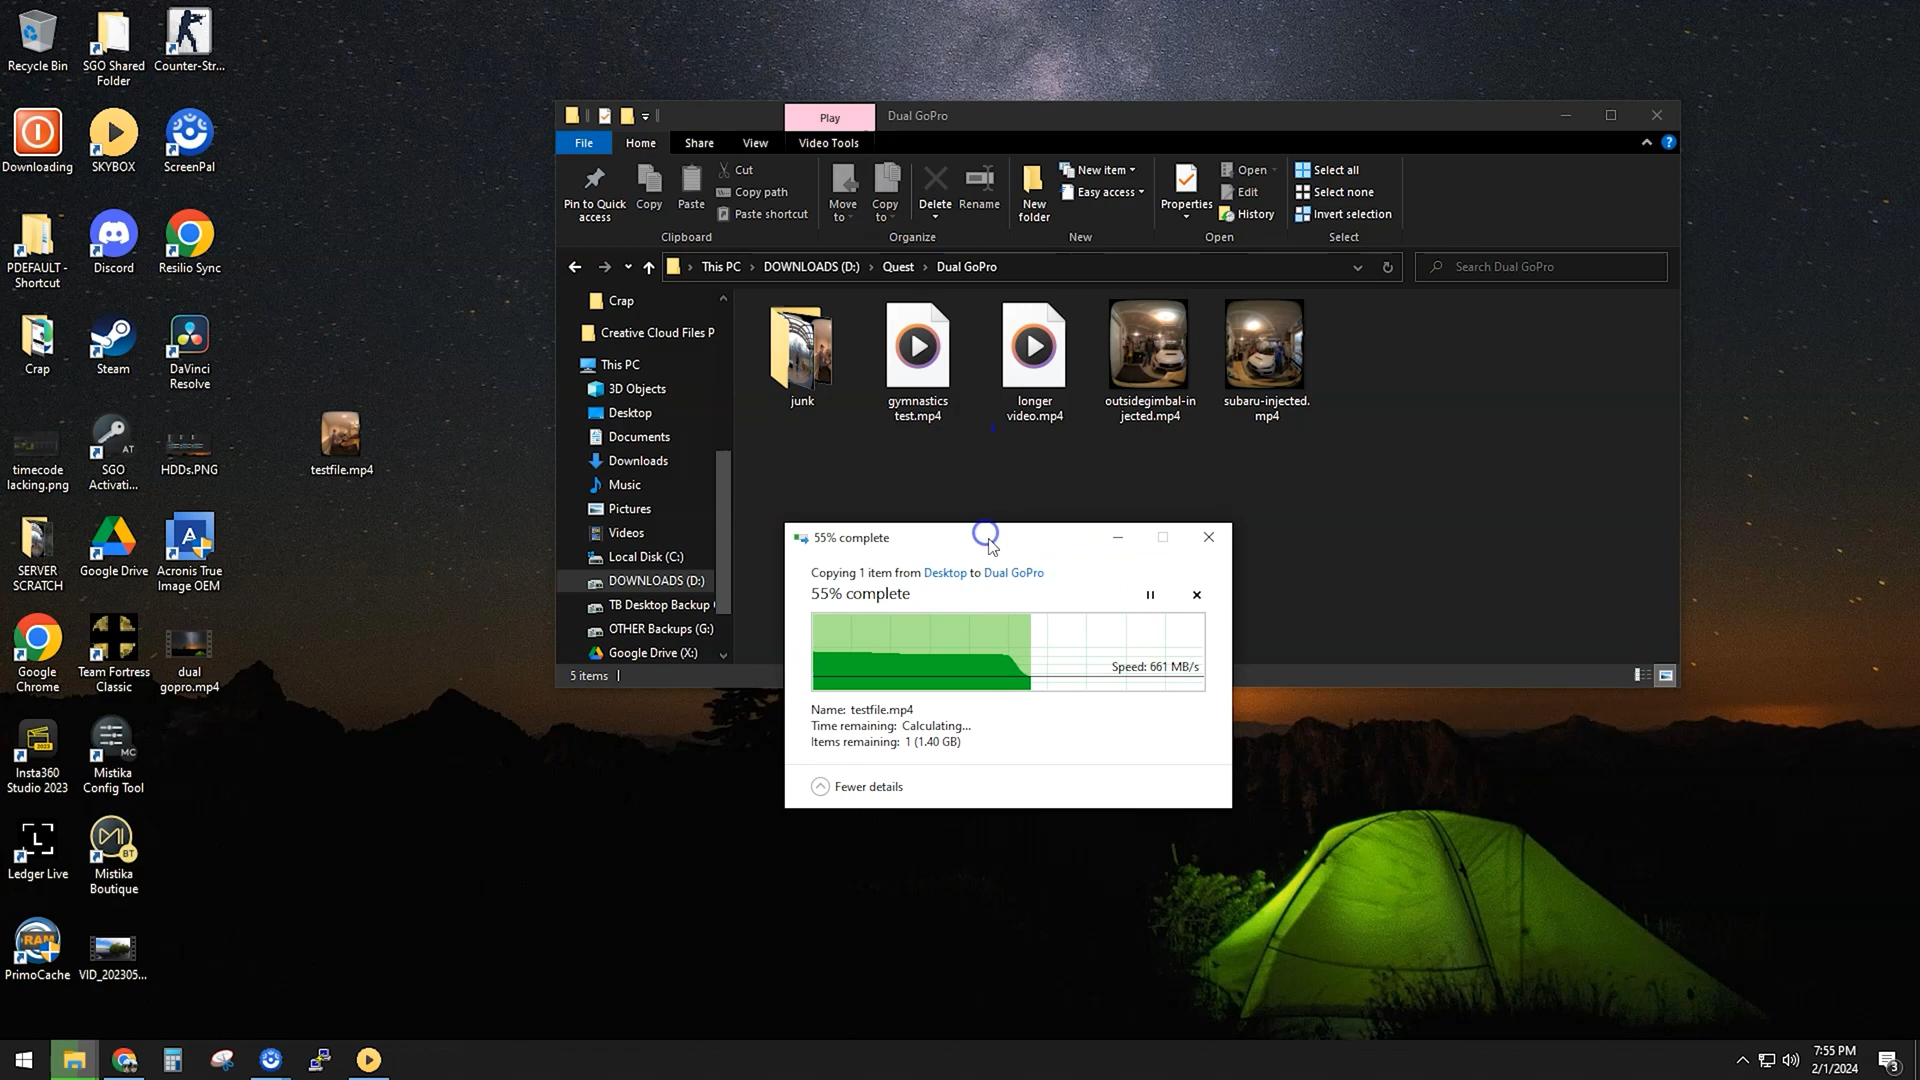 Recycle Bin
SGO Shared
Folder
Counter-Str...
Downloading
SKYBOX
ScreenPal
PDEFAULT -
Shortcut
Discord
Resilio Sync
Crap
Steam
DaVinci
Resolve
timecode
lacking.png
AT
SGO
Activati...
HDDs.PNG
testfile.mp4
SERVER
SCRATCH
Google Drive
Acronis True
Image OEM
Google
Chrome
Team Fortress
Classic
dual
gopro.mp4
2023
Insta360
Studio 2023
MC
Mistika
Config Tool
Ledger Live
BT
Mistika
Boutique
RAM
PrimoCache
VID_202305...
Play
Dual GoPro
File
Home
Share
View
Video Tools
Pin to Quick
access
Copy
Paste
Cut
Copy path
Paste shortcut
Clipboard
Move
to
Copy
to
Delete
Rename
Organize
New
folder
New item
Easy access
New
Properties
Open
Edit
History
Open
Select all
Select none
Invert selection
Select
This PC > DOWNLOADS (D:) > Quest > Dual GoPro
Search Dual GoPro
Crap
Creative Cloud Files P
This PC
3D Objects
Desktop
Documents
Downloads
Music
Pictures
Videos
Local Disk (C:)
DOWNLOADS (D:)
TB Desktop Backup
OTHER Backups (G:)
Google Drive (X:)
junk
gymnastics
test.mp4
longer
video.mp4
outsidegimbal-in
jected.mp4
subaru-injected.
mp4
5 items
55% complete
Copying 1 item from Desktop to Dual GoPro
55% complete
Speed: 661 MB/s
Name: testfile.mp4
Time remaining: Calculating...
Items remaining: 1 (1.40 GB)
Fewer details
7:55 PM
2/1/2024
3